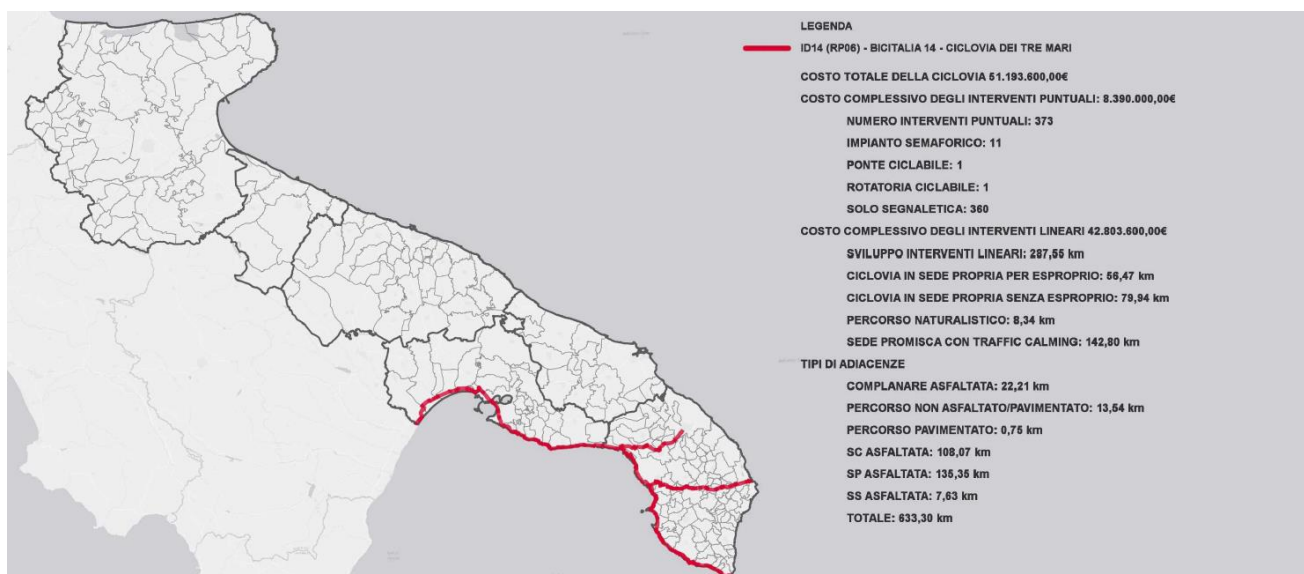 LEGENDA
ID14 (RP06) - BICITALIA 14 - CICLOVIA DEI TRE MARI
COSTO TOTALE DELLA CICLOVIA 51.193.600,00€
COSTO COMPLESSIVO DEGLI INTERVENTI PUNTUALI: 8.390.000,00€
NUMERO INTERVENTI PUNTUALI: 373
IMPIANTO SEMAFORICO: 11
PONTE CICLABILE: 1
ROTATORIA CICLABILE: 1
SOLO SEGNALETICA: 360
COSTO COMPLESSIVO DEGLI INTERVENTI LINEARI 42.803.600,00€
SVILUPPO INTERVENTI LINEARI: 287,55 km
CICLOVIA IN SEDE PROPRIA PER ESPROPRIO: 56,47 km
CICLOVIA IN SEDE PROPRIA SENZA ESPROPRIO: 79,94 km
PERCORSO NATURALISTICO: 8,34 km
SEDE PROMISCA CON TRAFFIC CALMING: 142,80 km
TIPI DI ADIACENZE
COMPLANARE ASFALTATA: 22,21 km
PERCORSO NON ASFALTATO/PAVIMENTATO: 13,54 km
PERCORSO PAVIMENTATO: 0,75 km
SC ASFALTATA: 108,07 km
SP ASFALTATA: 135,35 km
SS ASFALTATA: 7,63 km
TOTALE: 633,30 km